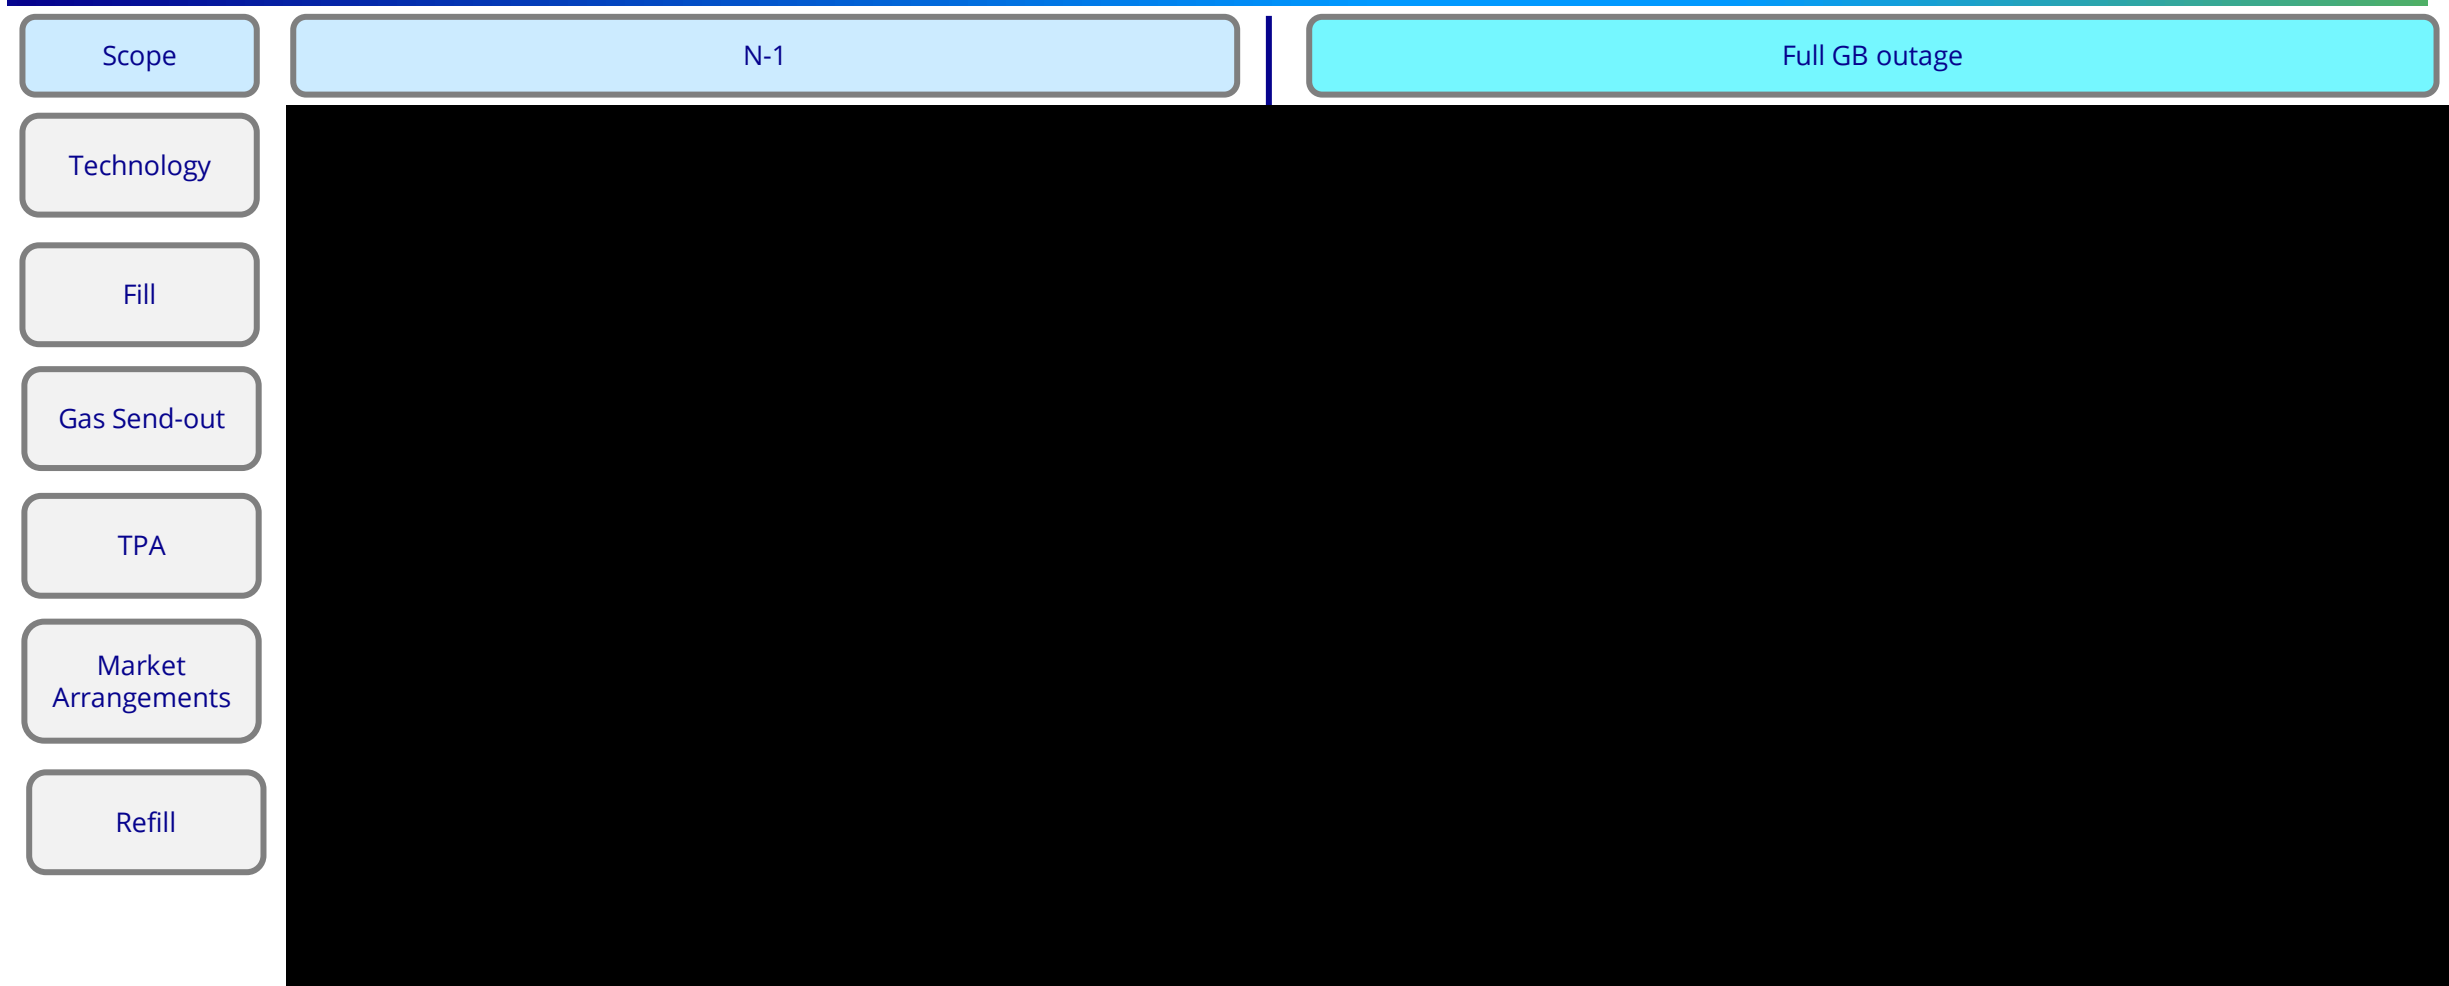 Scope
N-1
Full GB outage
Technology
Fill
Gas Send-out
TPA
Market
Arrangements
Refill